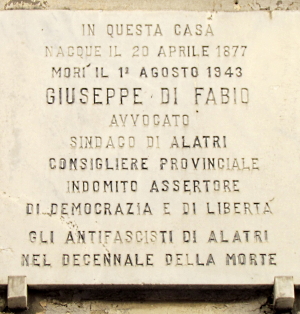 IN QUESTA CASA
NACQUE IL 20 APRILE 1877
MORÌ IL 1º AGOSTO 1943
GIUSEPPE DI FABIO
AVVOCATO
SINDACO DI ALATRI
CONSIGLIERE PROVINCIALE
INDOMITO ASSERTORE
DI DEMOCRAZIA E DI LIBERTÀ
GLI ANTIFASCISTI DI ALATRI
NEL DECENNALE DELLA MORTE